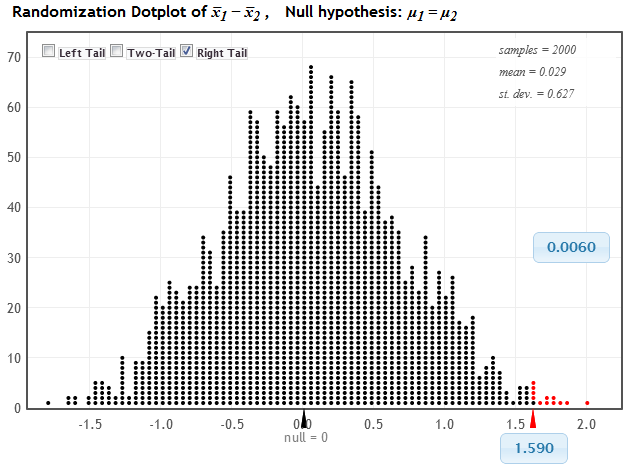 Randomization Dotplot of x̄₁ − x̄₂ , Null hypothesis: μ₁ = μ₂
Left Tail Two-Tail Right Tail
samples = 2000
mean = 0.029
st. dev. = 0.627
70
60
50
40
30
20
10
0
0.0060
-1.5 -1.0 -0.5 0.0 0.5 1.0 1.5 2.0
null = 0
1.590